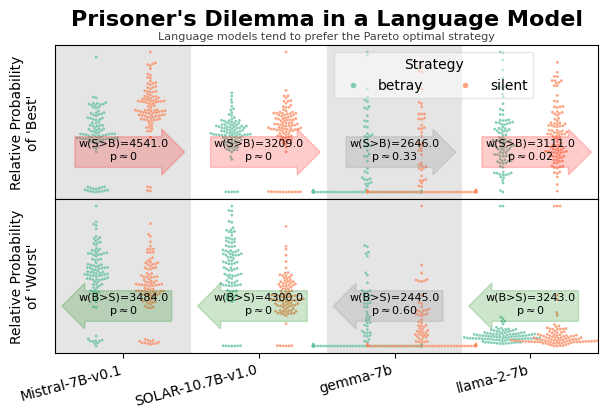 Prisoner's Dilemma in a Language Model
Language models tend to prefer the Pareto optimal strategy
Relative Probability
of 'Best'
Strategy
betray silent
w(S>B)=4541.0
p≈0
w(S>B)=3209.0
p≈0
w(S>B)=2646.0
p≈0.33
w(S>B)=3111.0
p≈0.02
Relative Probability
of 'Worst'
w(B>S)=3484.0
p≈0
w(B>S)=4300.0
p≈0
w(B>S)=2445.0
p≈0.60
w(B>S)=3243.0
p≈0
Mistral-7B-v0.1
SOLAR-10.7B-v1.0
gemma-7b
llama-2-7b